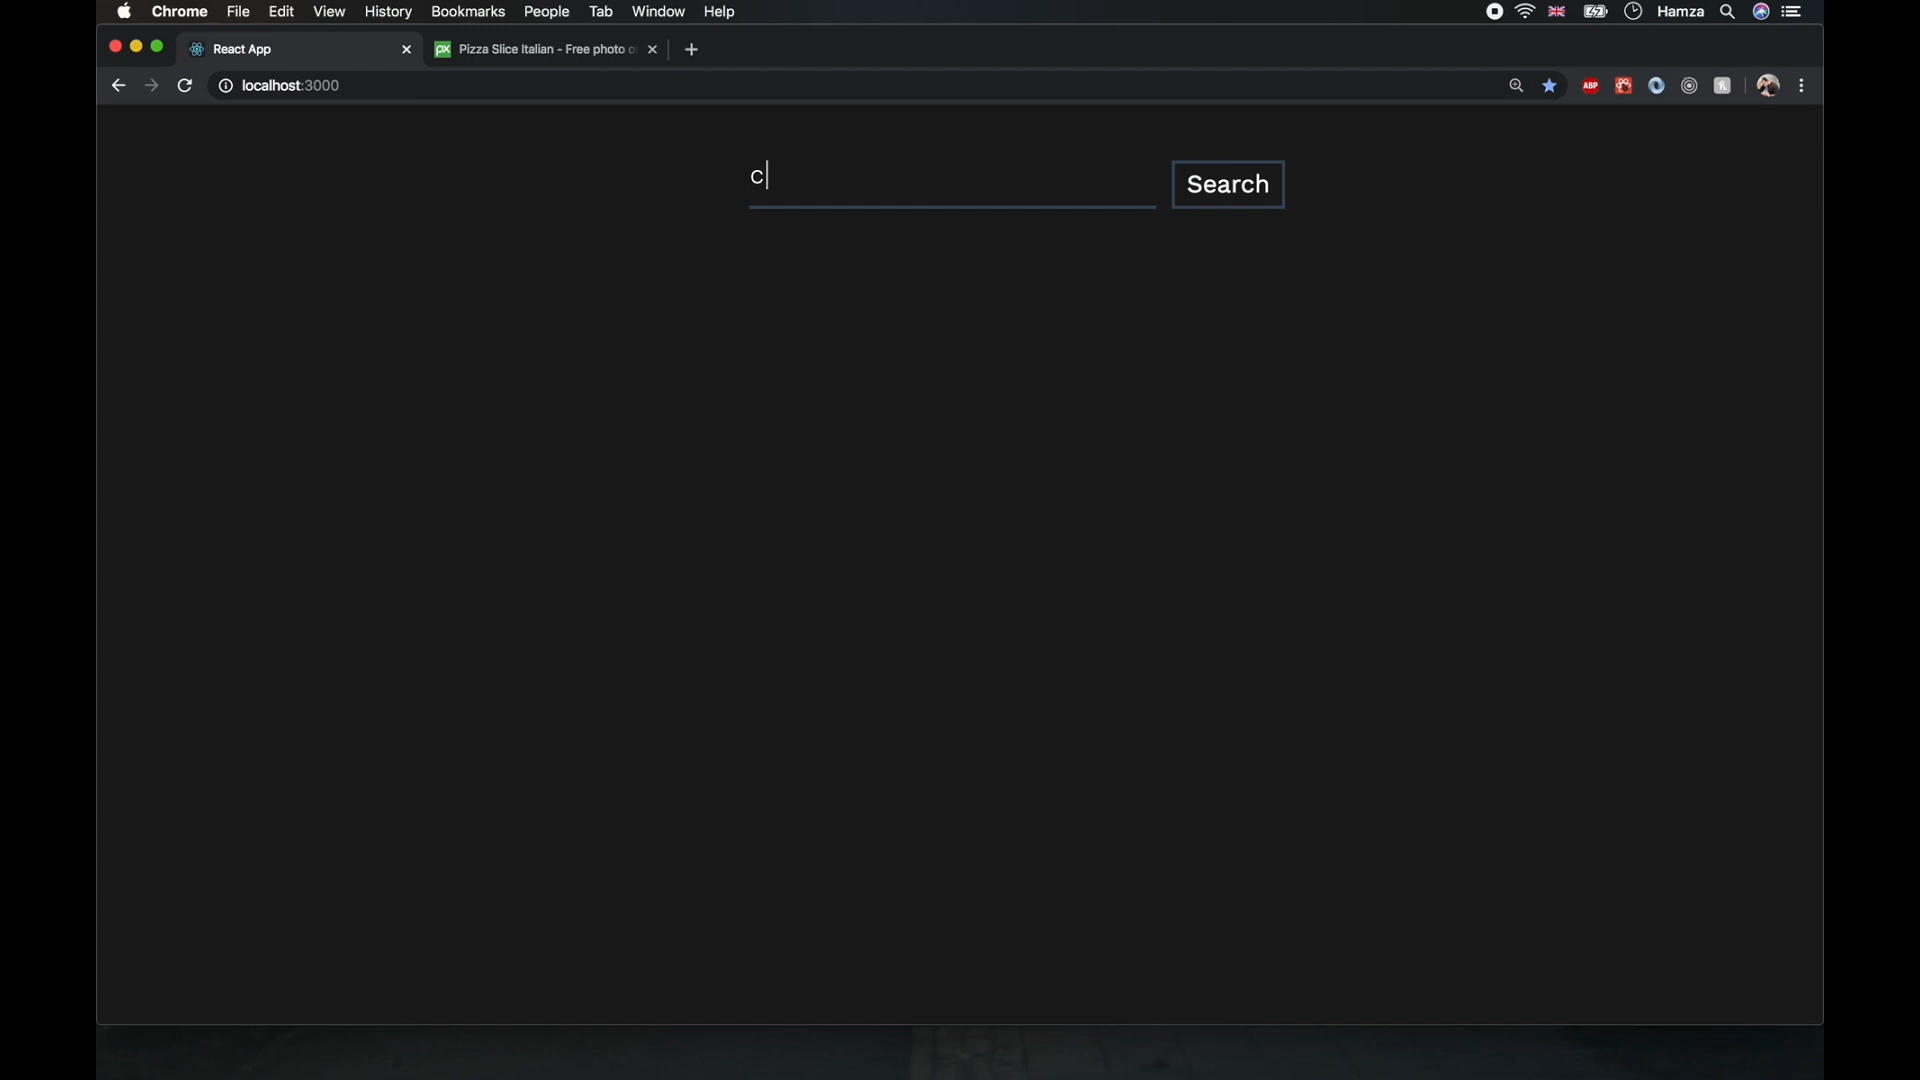 Chrome File Edit View History Bookmarks People Tab Window Help Hamza
React App Pizza Slice Italian - Free photo o
localhost:3000 ABP
c Search